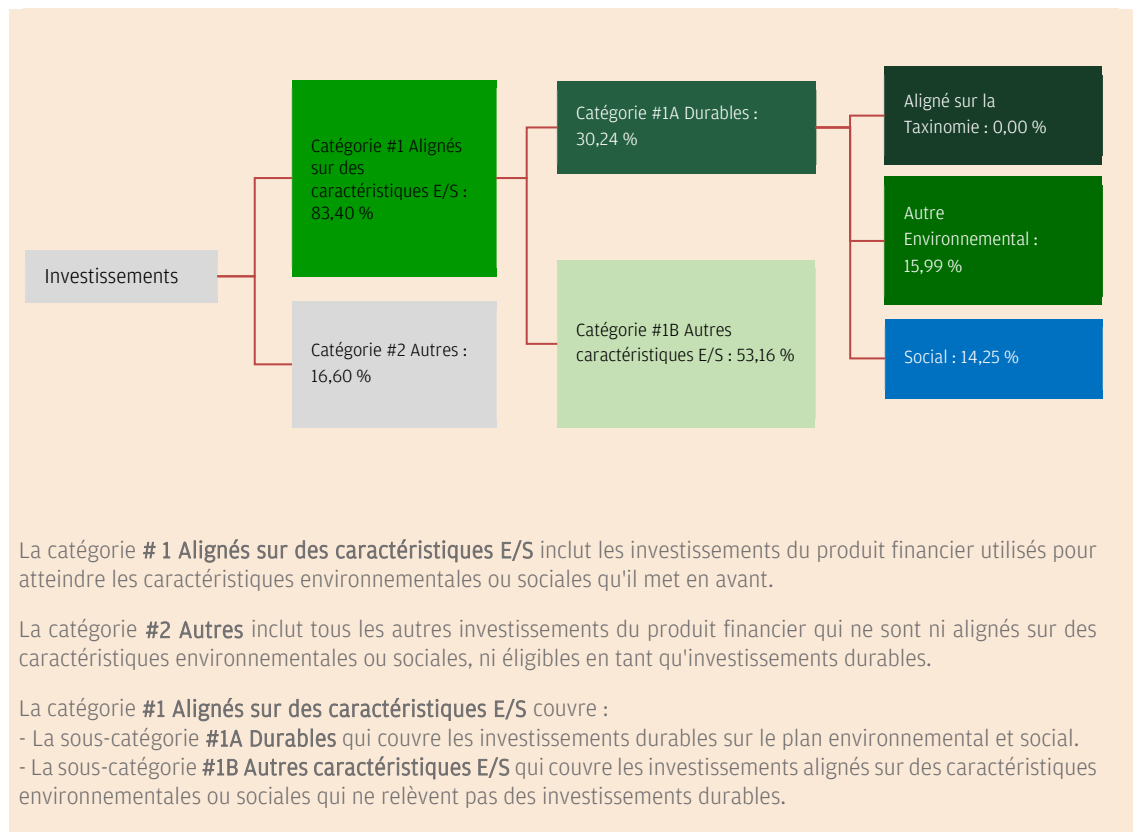 Investissements
Catégorie #1 Alignés
sur des
caractéristiques E/S :
83,40 %
Catégorie #2 Autres :
16,60 %
Catégorie #1A Durables :
30,24 %
Catégorie #1B Autres
caractéristiques E/S : 53,16 %
Aligné sur la
Taxinomie : 0,00 %
Autre
Environnemental :
15,99 %
Social : 14,25 %
La catégorie # 1 Alignés sur des caractéristiques E/S inclut les investissements du produit financier utilisés pour
atteindre les caractéristiques environnementales ou sociales qu'il met en avant.
La catégorie #2 Autres inclut tous les autres investissements du produit financier qui ne sont ni alignés sur des
caractéristiques environnementales ou sociales, ni éligibles en tant qu'investissements durables.
La catégorie #1 Alignés sur des caractéristiques E/S couvre :
- La sous-catégorie #1A Durables qui couvre les investissements durables sur le plan environnemental et social.
- La sous-catégorie #1B Autres caractéristiques E/S qui couvre les investissements alignés sur des caractéristiques
environnementales ou sociales qui ne relèvent pas des investissements durables.